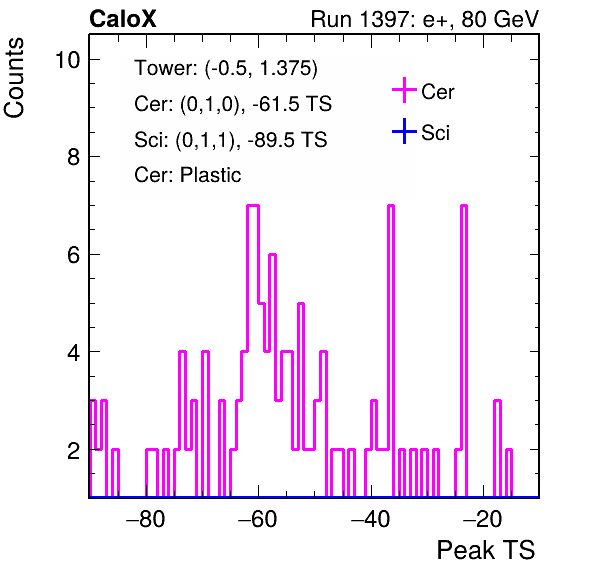 CaloX Run 1397: e+, 80 GeV
Counts
Tower: (-0.5, 1.375)
Cer: (0,1,0), -61.5 TS
Sci: (0,1,1), -89.5 TS
Cer: Plastic
Cer
Sci
10
8
6
4
2
−80 −60 −40 −20
Peak TS